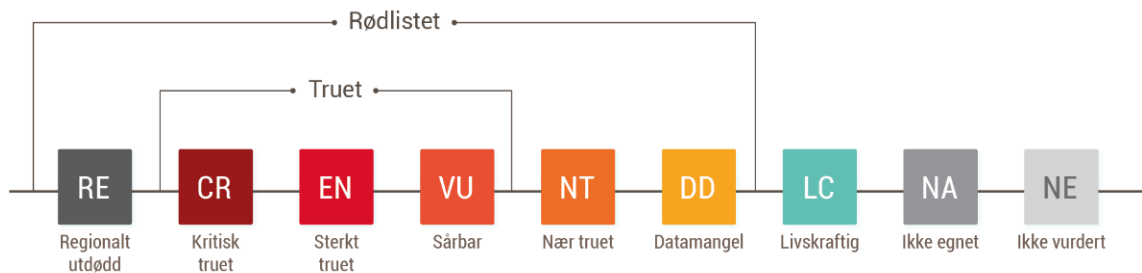 Rødlistet
Truet
RE
CR
EN
VU
NT
DD
LC
NA
NE
Regionalt
utdødd
Kritisk
truet
Sterkt
truet
Sårbar
Nær truet
Datamangel
Livskraftig
Ikke egnet
Ikke vurdert